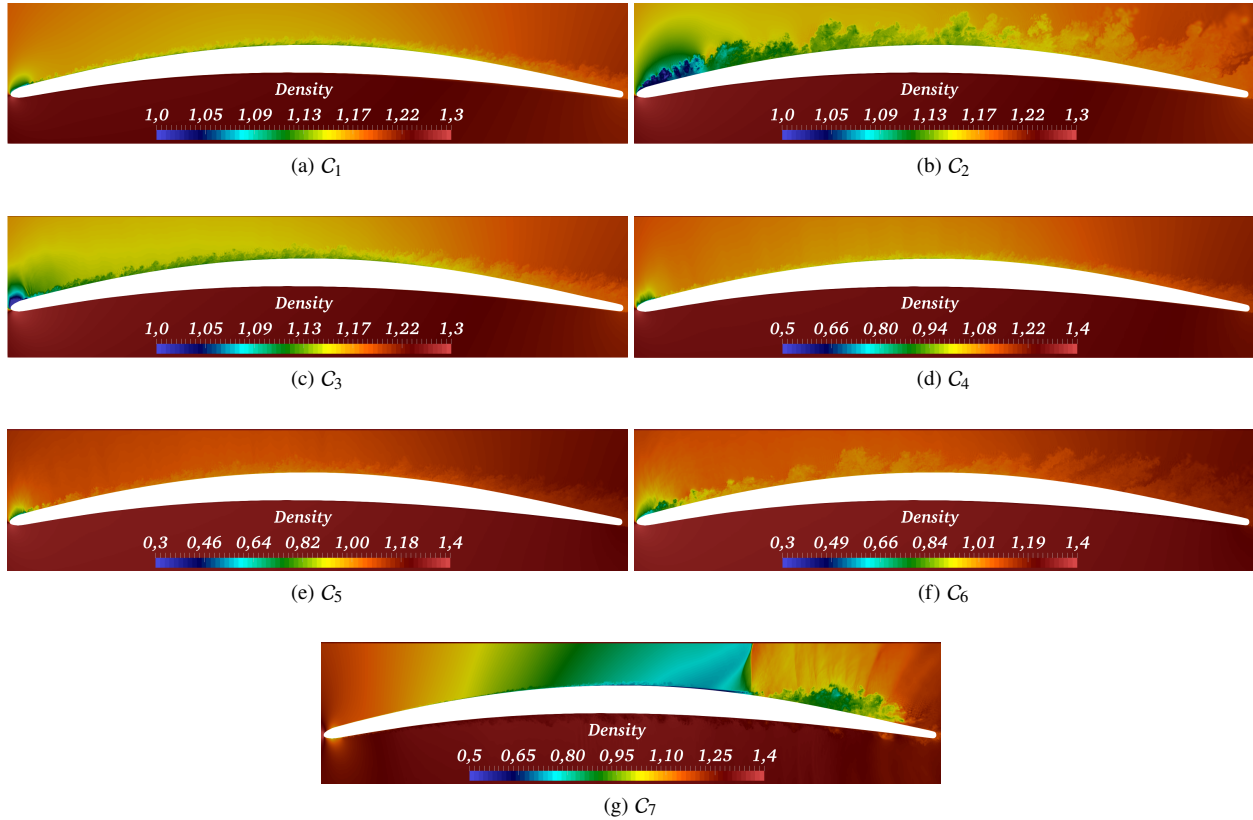 Density
1,0 1,05 1,09 1,13 1,17 1,22 1,3
(a) C1
Density
1,0 1,05 1,09 1,13 1,17 1,22 1,3
(b) C2
Density
1,0 1,05 1,09 1,13 1,17 1,22 1,3
(c) C3
Density
0,5 0,66 0,80 0,94 1,08 1,22 1,4
(d) C4
Density
0,3 0,46 0,64 0,82 1,00 1,18 1,4
(e) C5
Density
0,3 0,49 0,66 0,84 1,01 1,19 1,4
(f) C6
Density
0,5 0,65 0,80 0,95 1,10 1,25 1,4
(g) C7